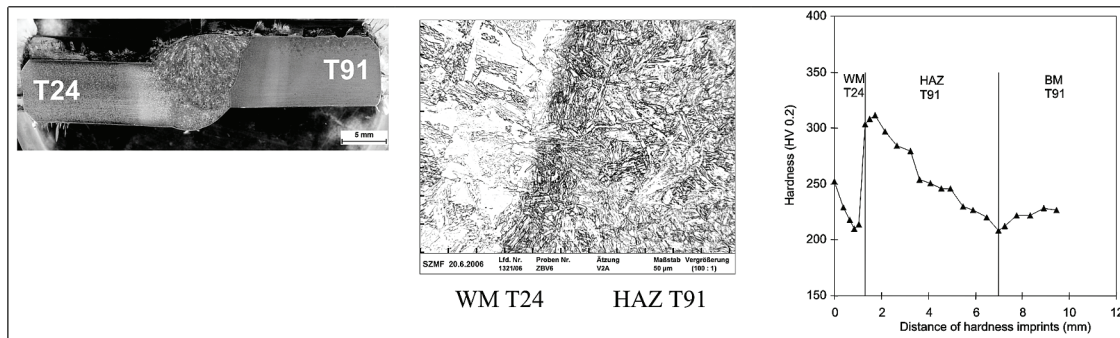 T24
T91
5 mm
SZMF 20.6.2006
Lfd. Nr.
1321/06
Proben Nr.
ZBV6
Ätzung
V2A
Maßstab
50 µm
Vergrößerung
(100 : 1)
WM T24
HAZ T91
Hardness (HV 0.2)
400
350
300
250
200
150
WM
T24
HAZ
T91
BM
T91
0 2 4 6 8 10 12
Distance of hardness imprints (mm)